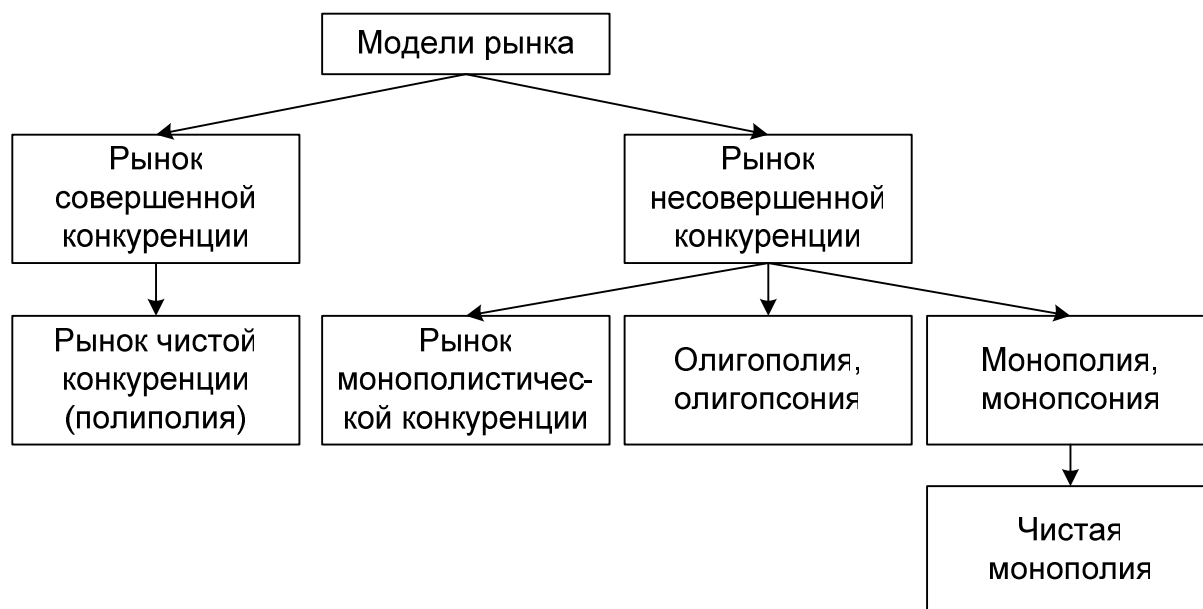 Модели рынка
Рынок
совершенной
конкуренции
Рынок
несовершенной
конкуренции
Рынок чистой
конкуренции
(полиполия)
Рынок
монополистичес-
кой конкуренции
Олигополия,
олигопсония
Монополия,
монопсония
Чистая
монополия